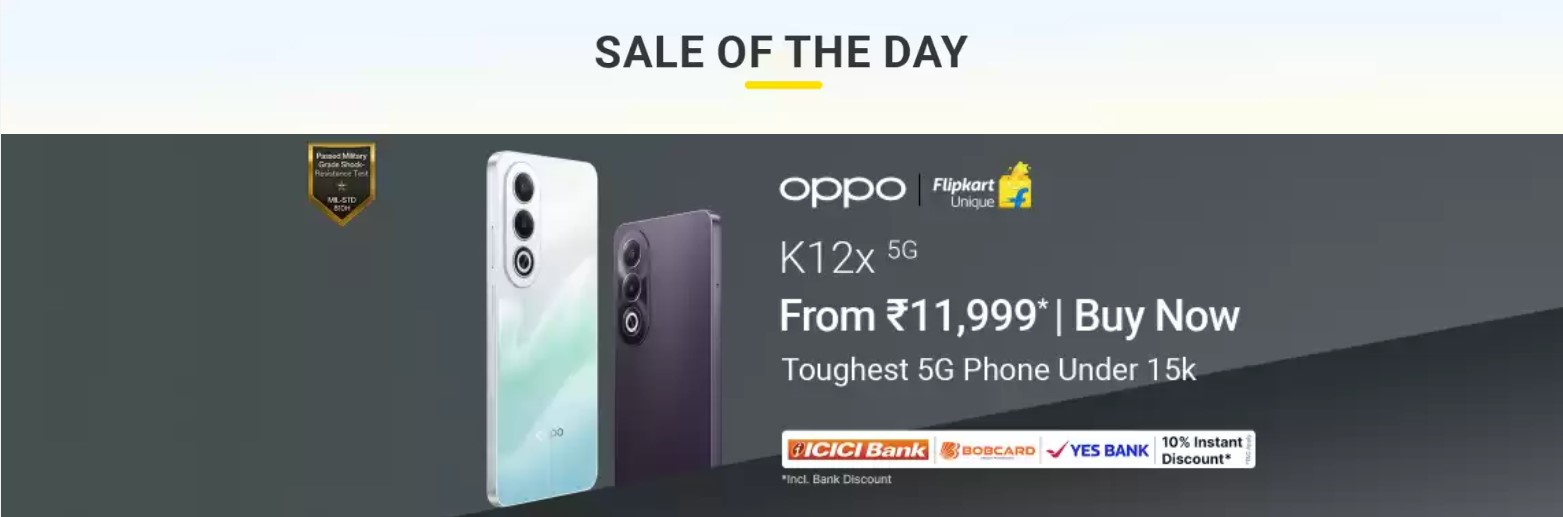 SALE OF THE DAY
Passed Military
Grade Shock-
Resistence Test
MIL-STD
810H
oppo
Flipkart
Unique
K12x 5G
From ₹11,999*| Buy Now
Toughest 5G Phone Under 15k
ICICI Bank
BOBCARD
YES BANK
10% Instant
Discount*
*Incl. Bank Discount